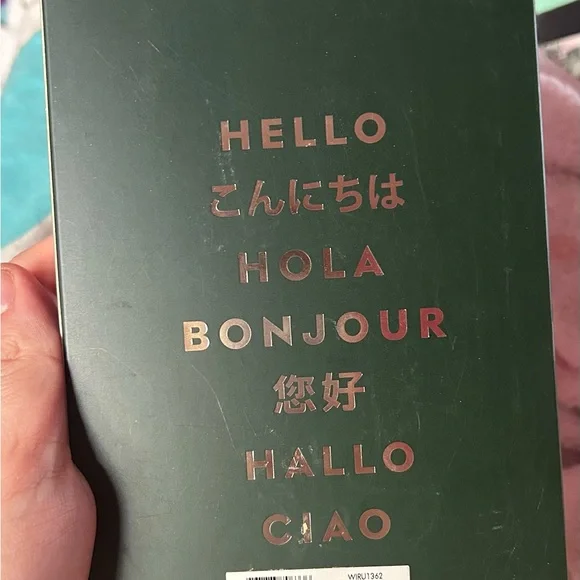 HELLO
こんにちは
HOLA
BONJOUR
您好
HALLO
CIAO
WIRU1362